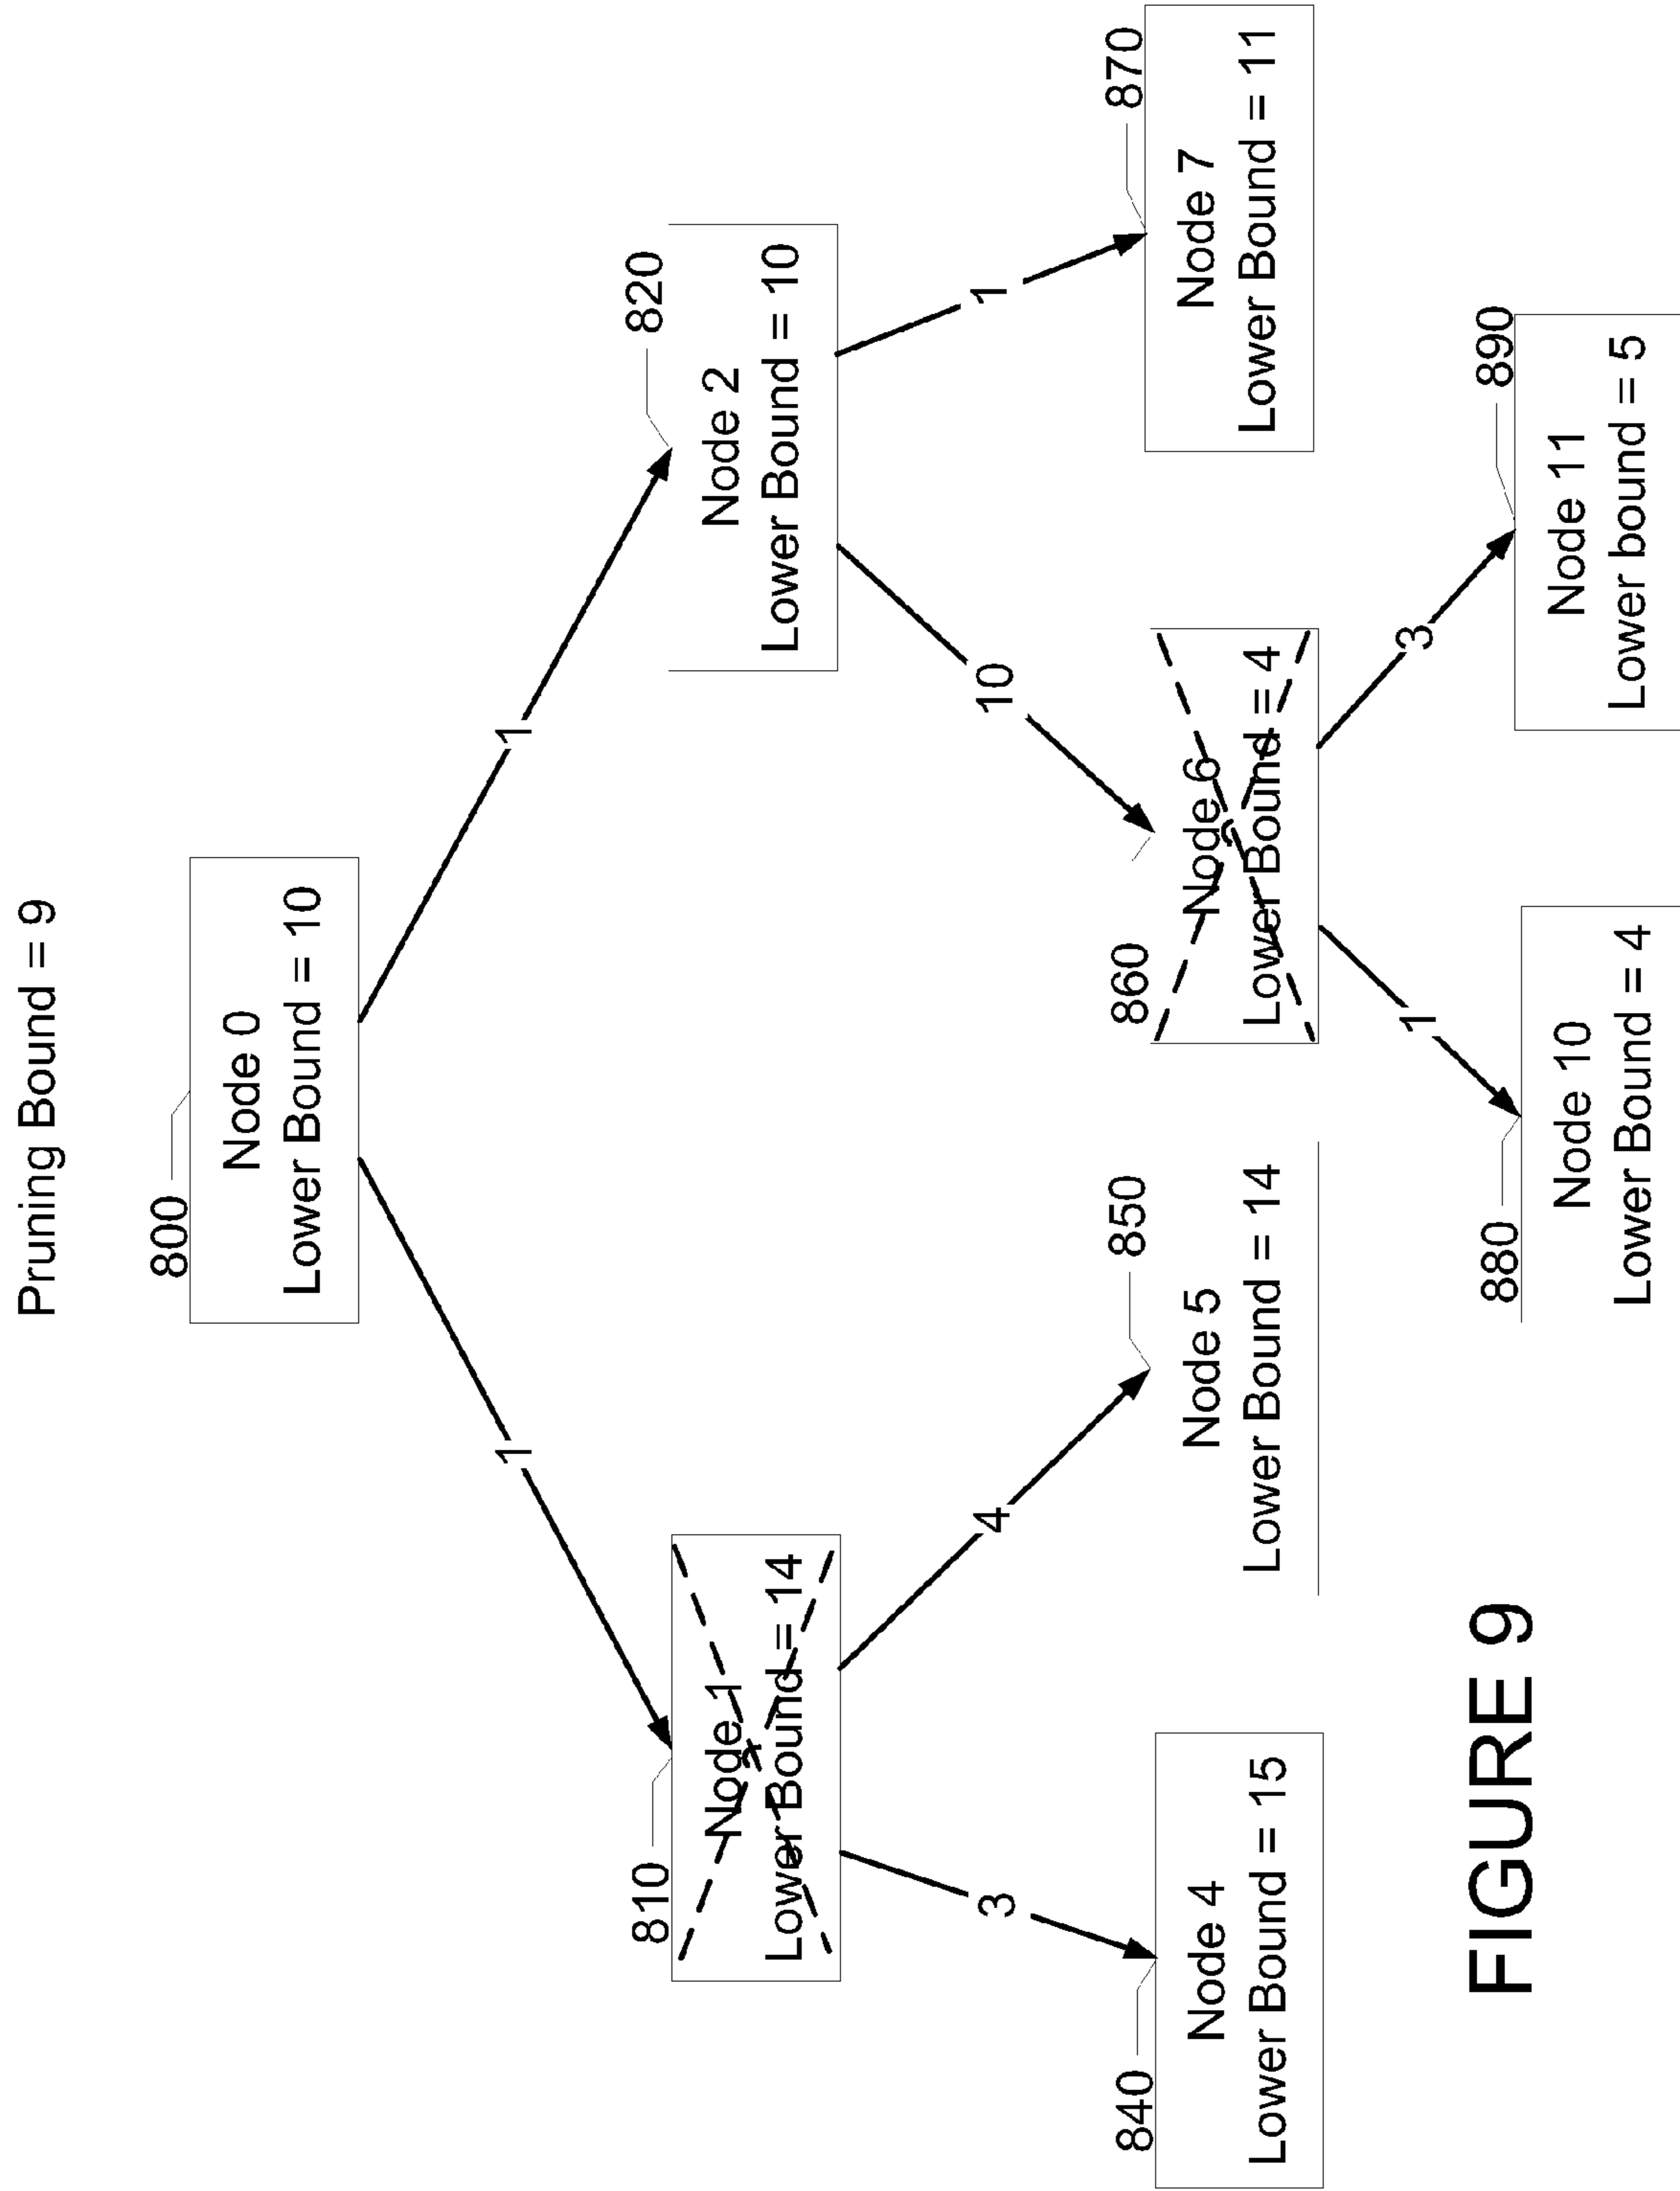 Pruning Bound = 9
800
Node 0
Lower Bound = 10
1
1
810
Node 1
Lower Bound = 14
820
Node 2
Lower Bound = 10
3
4
10
1
840
Node 4
Lower Bound = 15
850
Node 5
Lower Bound = 14
860
Node 6
Lower Bound = 4
870
Node 7
Lower Bound = 11
1
3
880
Node 10
Lower Bound = 4
890
Node 11
Lower bound = 5
FIGURE 9